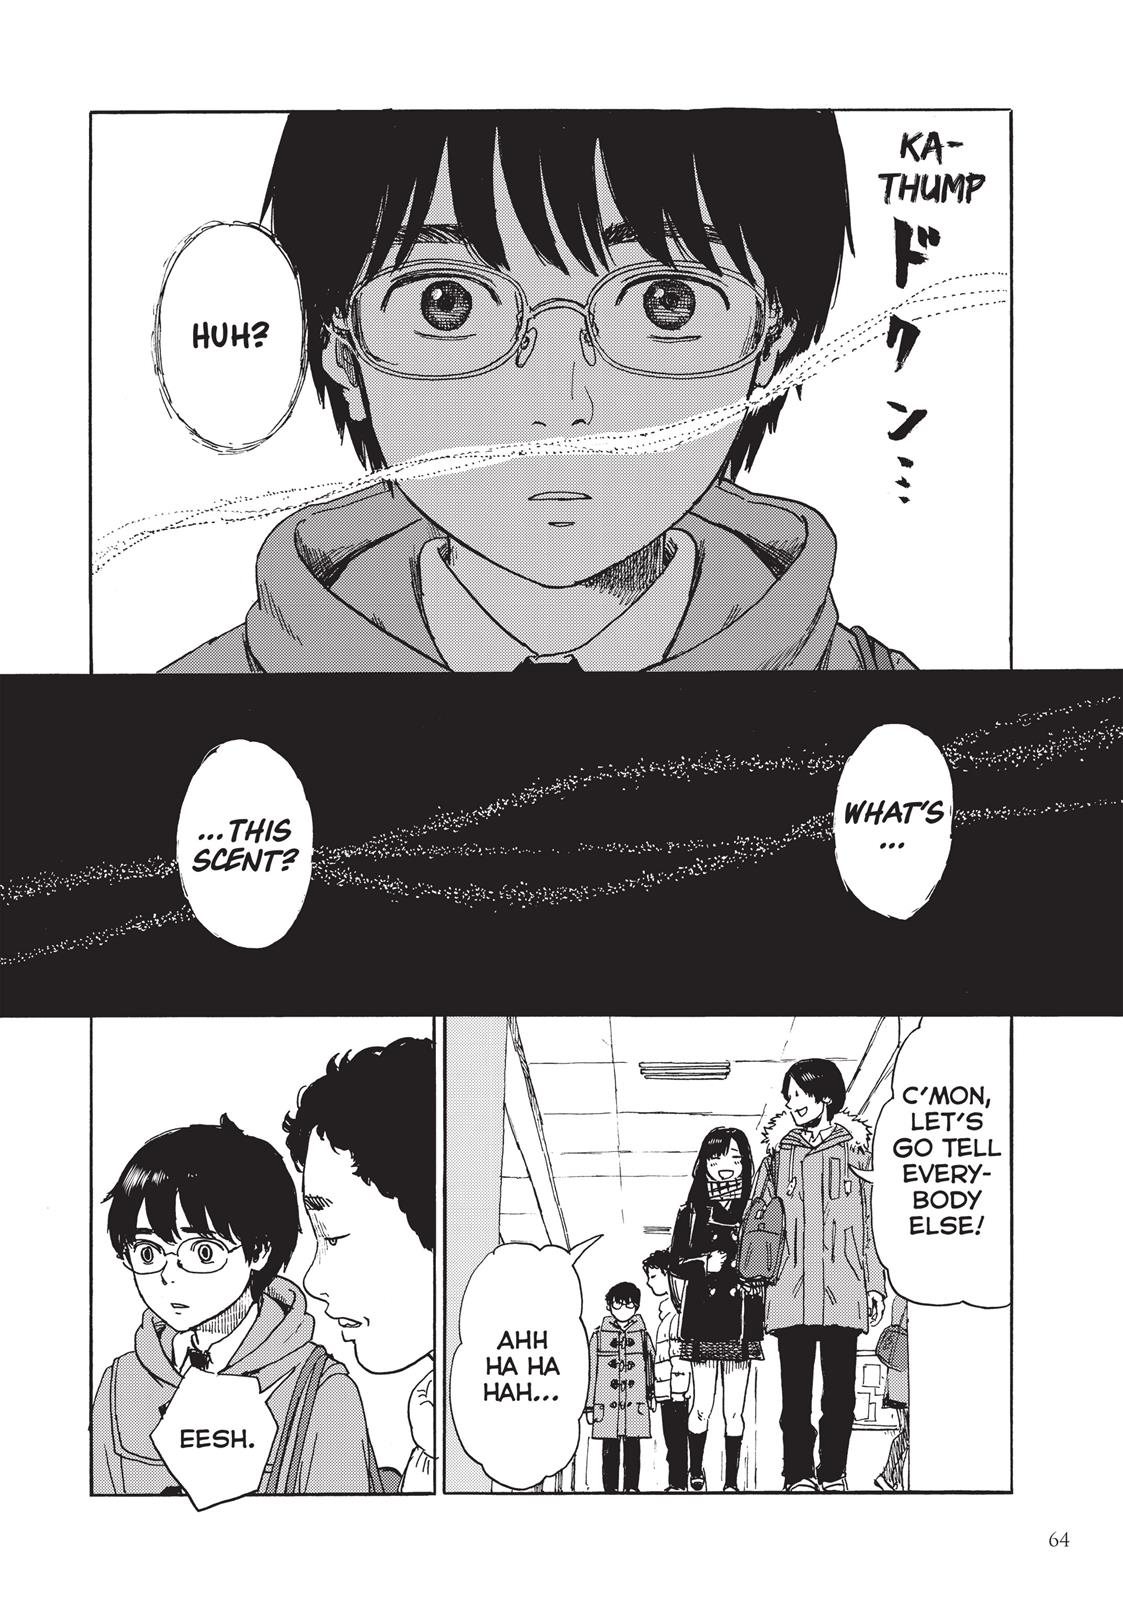 KA-
THUMP
ドクン…
HUH?
WHAT'S
...
...THIS
SCENT?
C'MON,
LET'S
GO TELL
EVERY-
BODY
ELSE!
AHH
HA HA
HAH...
EESH.
64